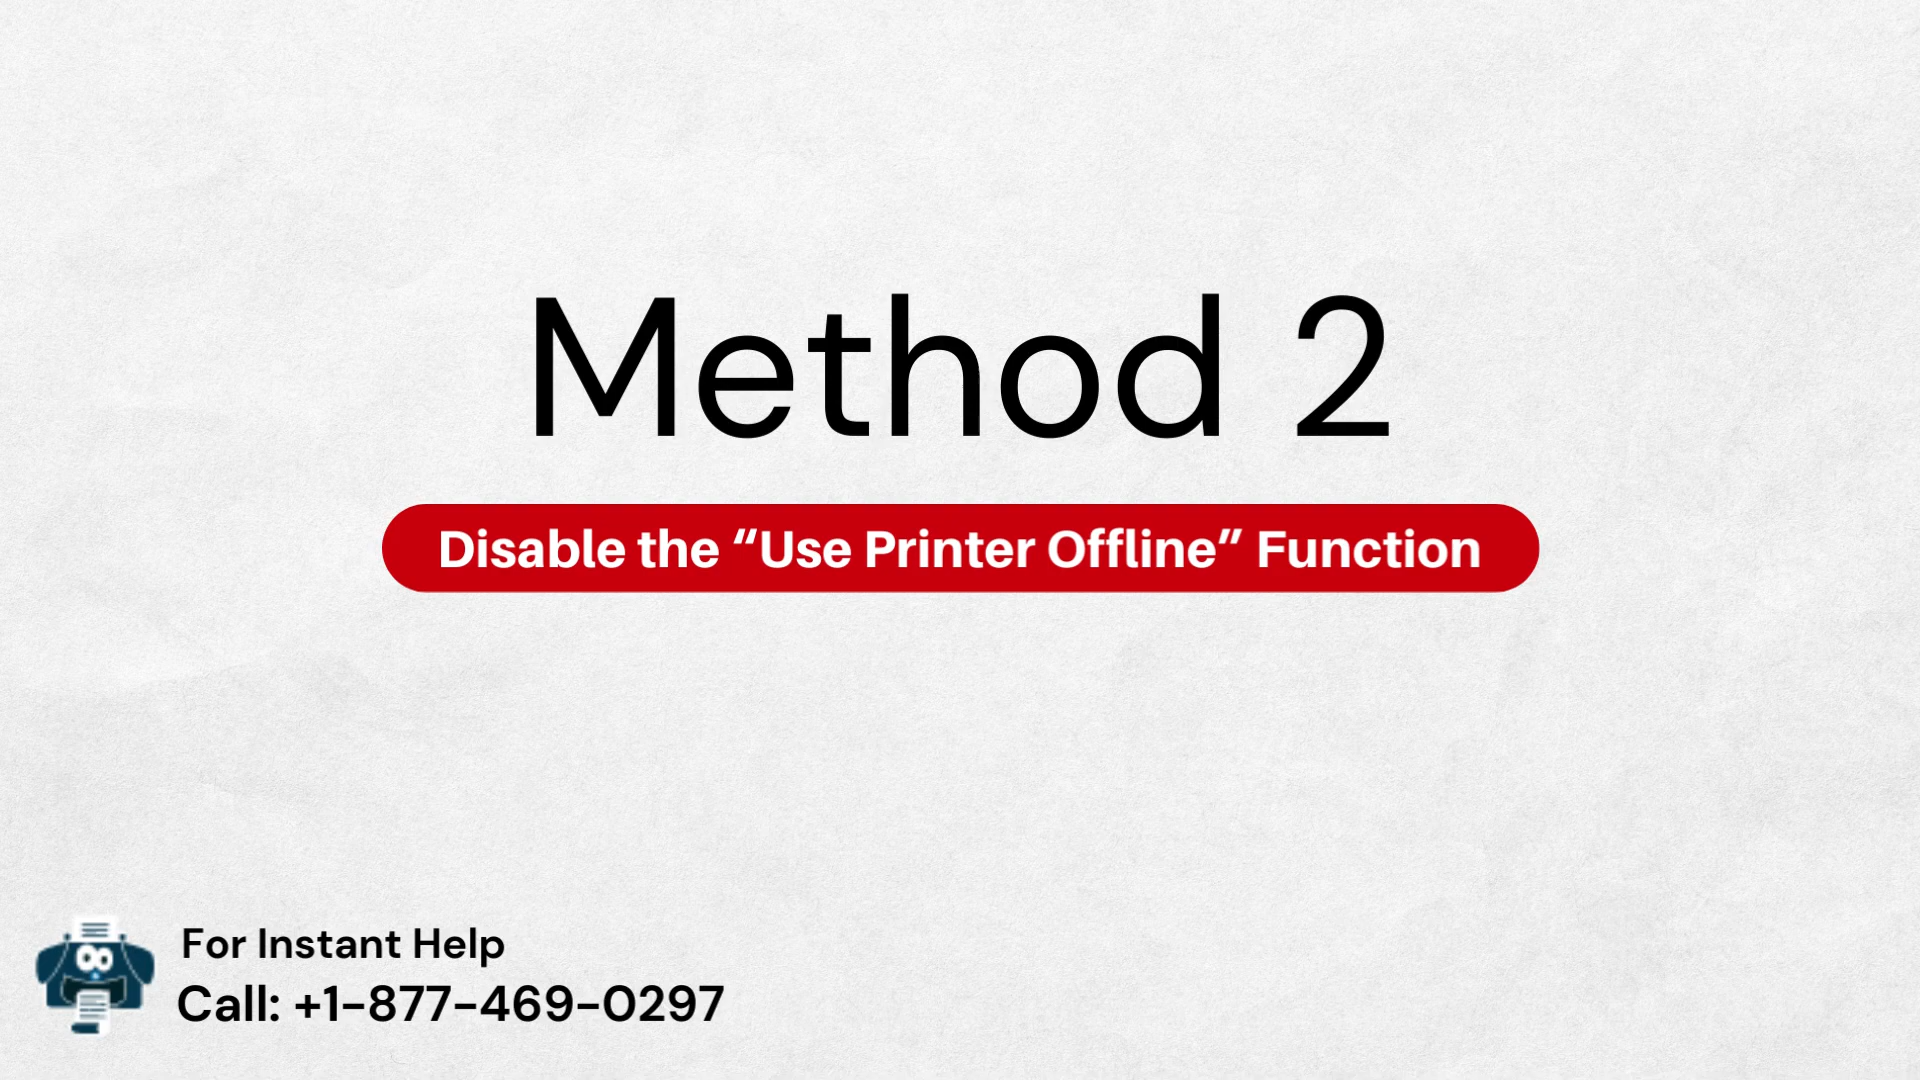 Method 2
Disable the “Use Printer Offline” Function
For Instant Help
Call: +1-877-469-0297